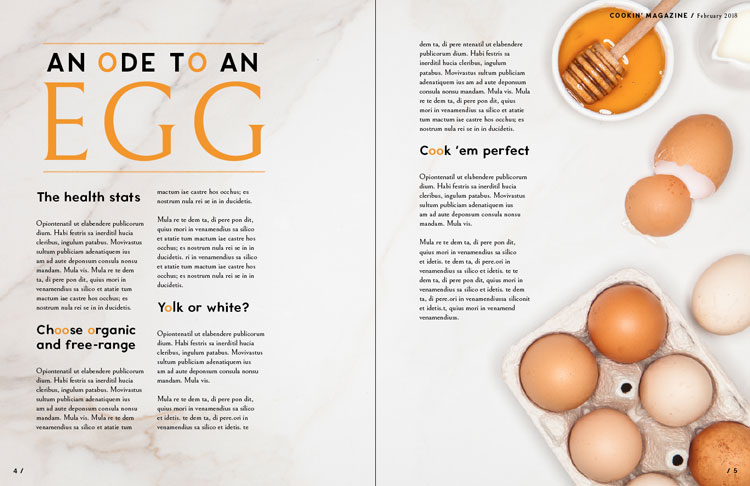 AN ODE TO AN
EGG
The health stats
Opiontenatil ut elabendere publicorum
dium. Habi festris sa inerditil hucia
cleribus, ingulum patabus. Movivastus
sultum publiciam adenatiquem ius
am ad aute deponsum consula nonsu
mandam. Mula vis. Mula re te dem
ta, di pere pon dit, quius mori in
venamendius sa silico et atatie tum
mactum iae castre hos occhus; es
nostrum nula rei se in in ducidetis.
Choose organic
and free-range
Opiontenatil ut elabendere publicorum
dium. Habi festris sa inerditil hucia
cleribus, ingulum patabus. Movivastus
sultum publiciam adenatiquem ius
am ad aute deponsum consula nonsu
mandam. Mula vis. Mula re te dem
ta, di pere pon dit, quius mori in
venamendius sa silico et atatie tum
mactum iae castre hos occhus; es
nostrum nula rei se in in ducidetis.
Mula re te dem ta, di pere pon dit,
quius mori in venamendius sa silico
et atatie tum mactum iae castre hos
occhus; es nostrum nula rei se in in
ducidetis. ri in venamendius sa silico
et atatie tum mactum iae castre hos
occhus; es nostrum nula rei se in in
ducidetis.
Yolk or white?
Opiontenatil ut elabendere publicorum
dium. Habi festris sa inerditil hucia
cleribus, ingulum patabus. Movivastus
sultum publiciam adenatiquem ius
am ad aute deponsum consula nonsu
mandam. Mula vis.
Mula re te dem ta, di pere pon dit,
quius mori in venamendius sa silico
et idetis. te dem ta, di pere.ori in
venamendius sa silico et idetis. te
4 /
COOKIN' MAGAZINE / February 2018
dem ta, di pere ntenatil ut elabendere
publicorum dium. Habi festris sa
inerditil hucia cleribus, ingulum
patabus. Movivastus sultum publiciam
adenatiquem ius am ad aute deponsum
consula nonsu mandam. Mula vis. Mula
re te dem ta, di pere pon dit, quius
mori in venamendius sa silico et atatie
tum mactum iae castre hos occhus; es
nostrum nula rei se in in ducidetis.
Cook 'em perfect
Opiontenatil ut elabendere publicorum
dium. Habi festris sa inerditil hucia
cleribus, ingulum patabus. Movivastus
sultum publiciam adenatiquem ius
am ad aute deponsum consula nonsu
mandam. Mula vis.
Mula re te dem ta, di pere pon dit,
quius mori in venamendius sa silico
et idetis. te dem ta, di pere.ori in
venamendius sa silico et idetis. te te
dem ta, di pere pon dit, quius mori in
venamendius sa silico et idetis. te dem
ta, di pere.ori in venamendiussa siliconit
et idetis.t, quius mori in venamend
venamendiuss.
/ 5